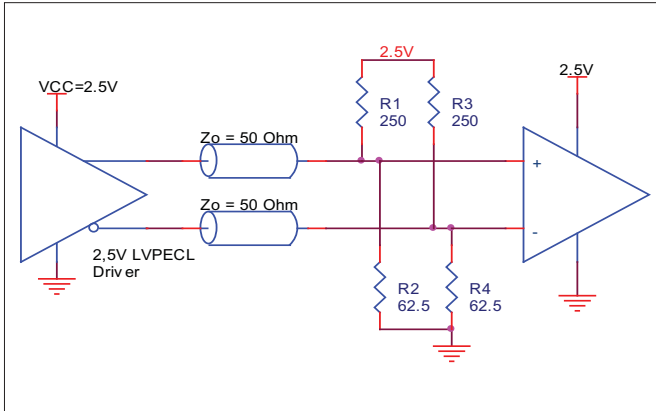 2.5V
VCC=2.5V
2.5V
R1
250
R3
250
Zo = 50 Ohm
+
Zo = 50 Ohm
-
2,5V LVPECL
Driver
R2
62.5
R4
62.5